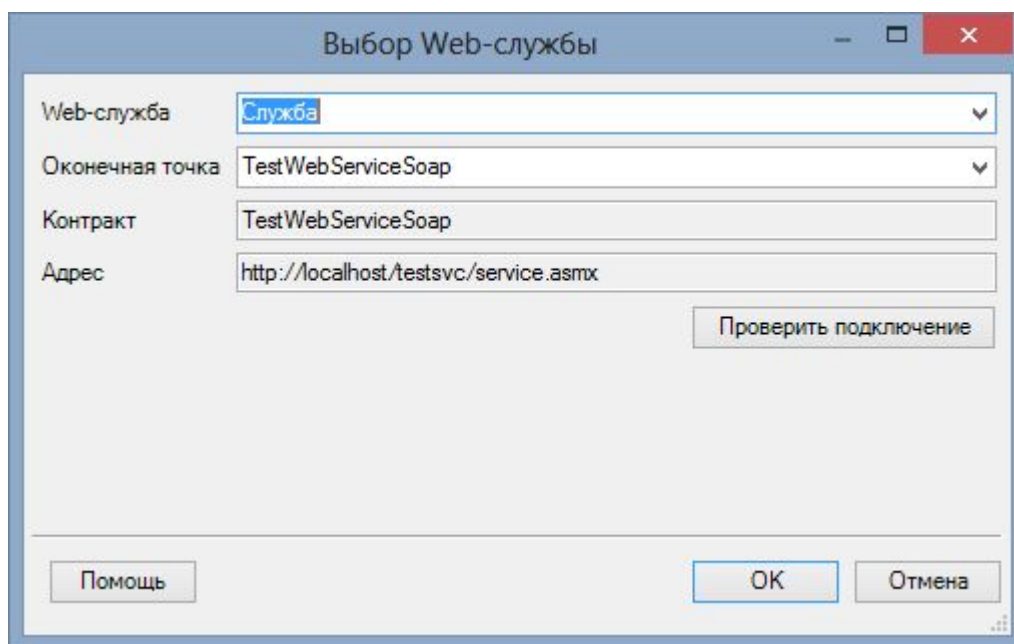 Выбор Web-службы
Web-служба Служба
Оконечная точка TestWebServiceSoap
Контракт TestWebServiceSoap
Адрес http://localhost/testsvc/service.asmx
Проверить подключение
Помощь OK Отмена